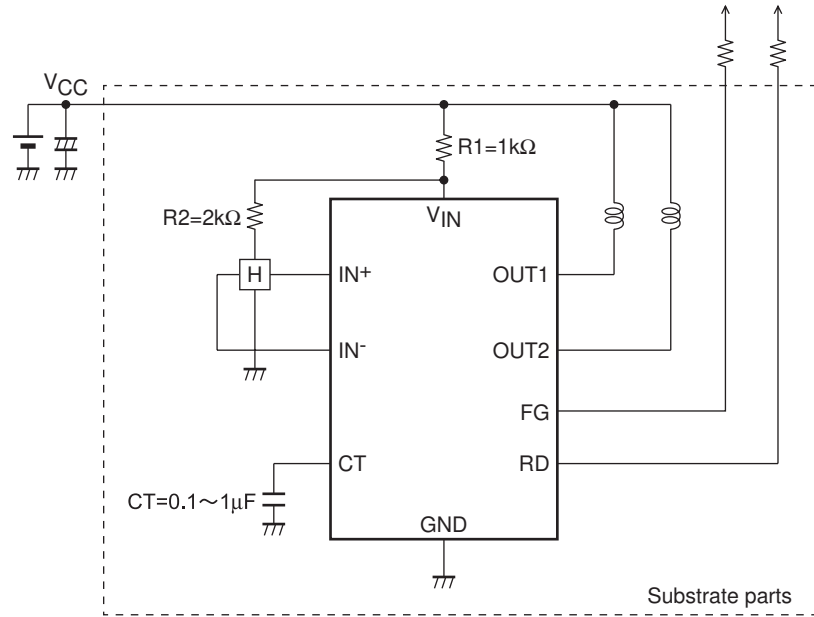 VCC
R1=1kΩ
R2=2kΩ
VIN
H
IN+
OUT1
IN-
OUT2
FG
CT
RD
CT=0.1～1μF
GND
Substrate parts